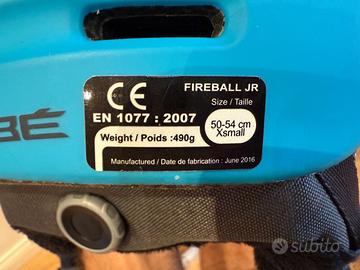 BÉ
CE
FIREBALL JR
Size / Taille
EN 1077 : 2007
50-54 cm
Xsmall
Weight / Poids :490g
Manufactured / Date de fabrication : June 2016
subito